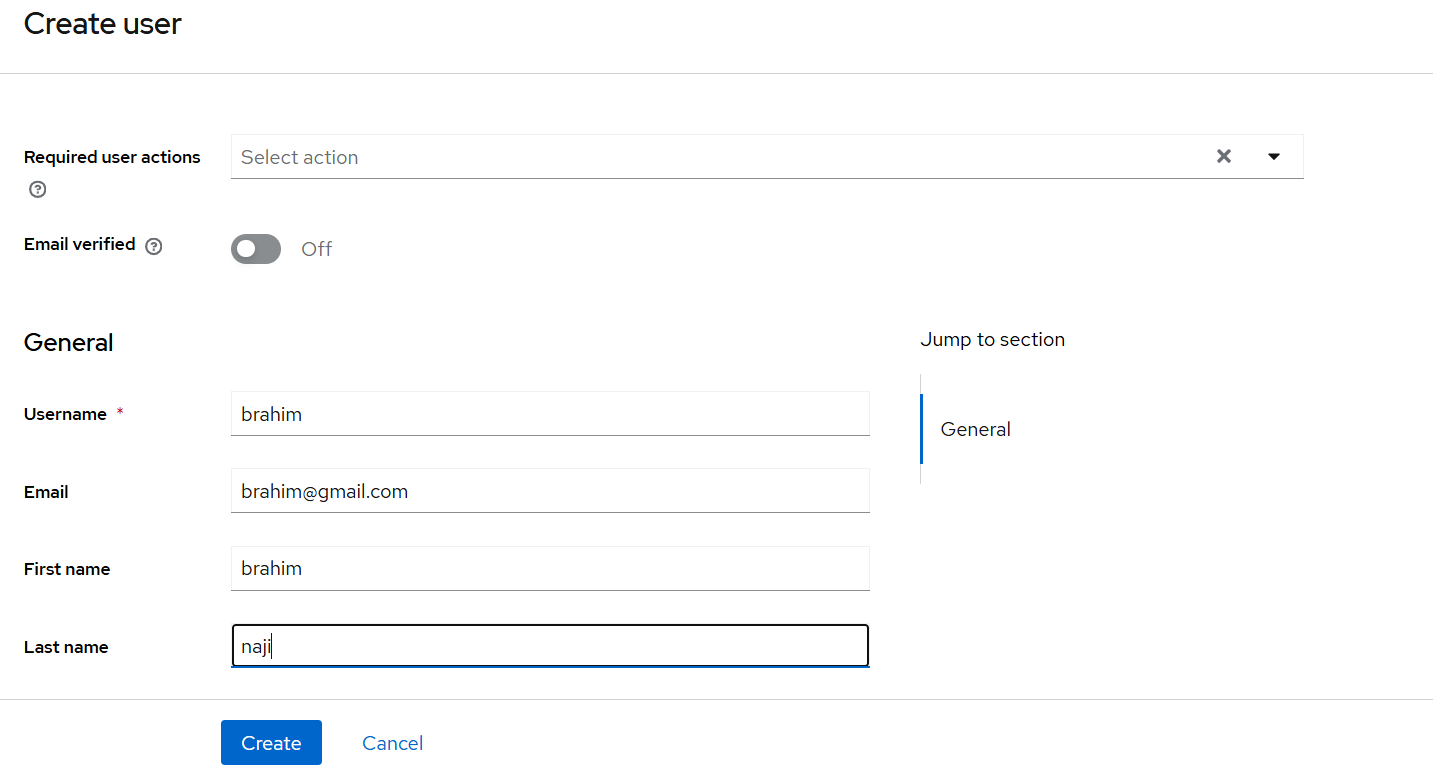 Create user
Required user actions
Select action
Email verified
Off
General
Jump to section
Username *
brahim
General
Email
brahim@gmail.com
First name
brahim
Last name
naji
Create
Cancel